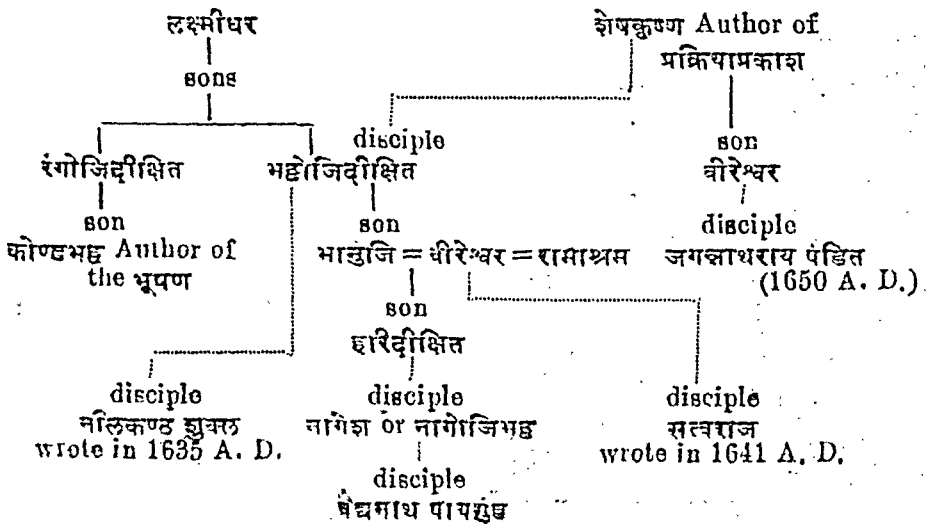 लक्ष्मीधर
शेषकृष्ण Author of
प्रक्रियाप्रकाश
sons
disciple
son
रंगोजिदीक्षित
भट्टोजिदीक्षित
वीरेश्वर
son
son
disciple
कोण्डभट्ट Author of
the भूषण
भानुजि = वीरेश्वर = रामाश्रम
जगन्नाथराय पंडित
(1650 A. D.)
son
हरिदीक्षित
disciple
disciple
disciple
नीलकण्ठ शुक्ल
नागेश or नागोजिभट्ट
सत्वराज
wrote in 1635 A. D.
wrote in 1641 A. D.
disciple
वैद्यनाथ पायगुंड